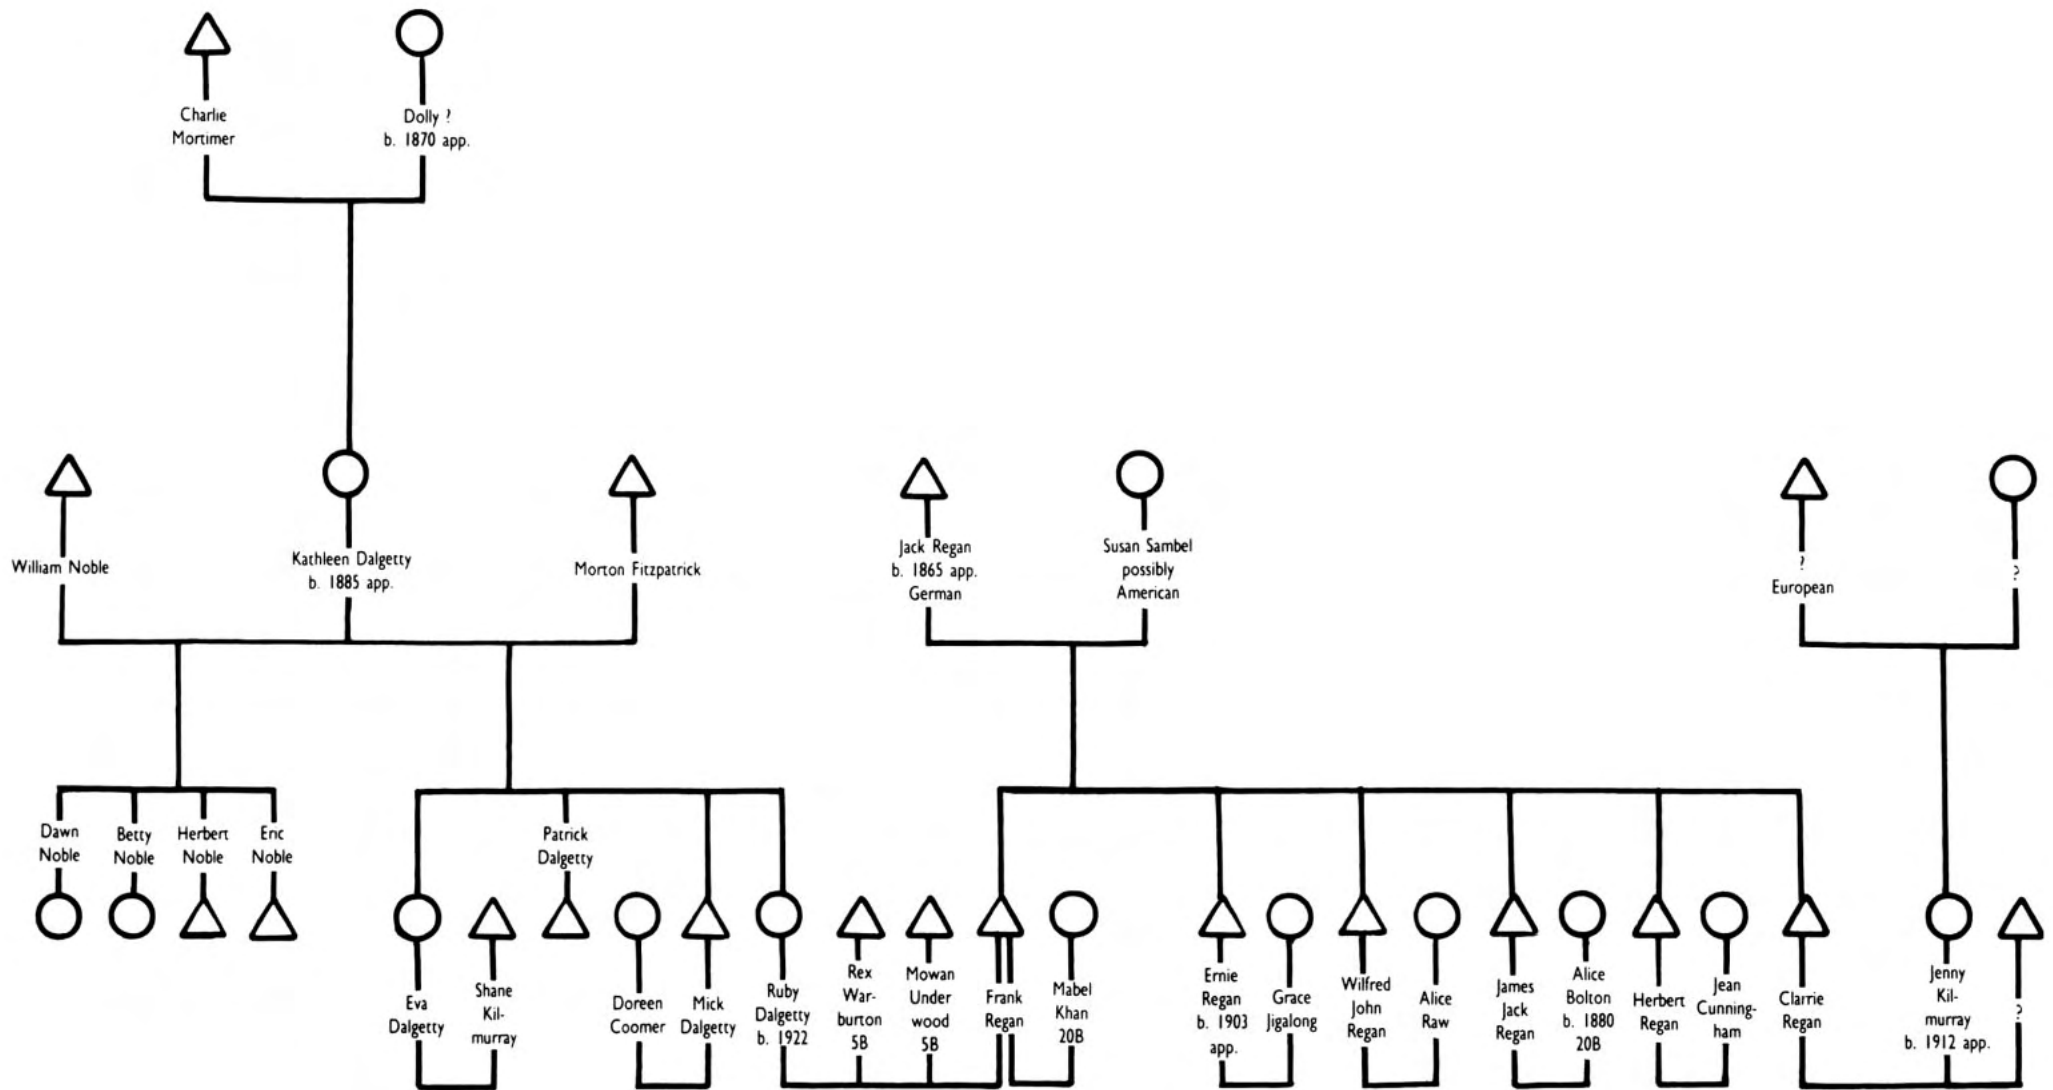 Charlie
Mortimer
Dolly ?
b. 1870 app.
William Noble
Kathleen Dalgetty
b. 1885 app.
Morton Fitzpatrick
Jack Regan
b. 1865 app.
German
Susan Sambel
possibly
American
?
European
?
Dawn
Noble
Betty
Noble
Herbert
Noble
Eric
Noble
Patrick
Dalgetty
Eva
Dalgetty
Shane
Kil-
murray
Doreen
Coomer
Mick
Dalgetty
Ruby
Dalgetty
b. 1922
Rex
War-
burton
5B
Mowan
Under
wood
5B
Frank
Regan
Mabel
Khan
20B
Ernie
Regan
b. 1903
app.
Grace
Jigalong
Wilfred
John
Regan
Alice
Raw
James
Jack
Regan
Alice
Bolton
b. 1880
20B
Herbert
Regan
Jean
Cunning-
ham
Clarrie
Regan
Jenny
Kil-
murray
b. 1912 app.
?